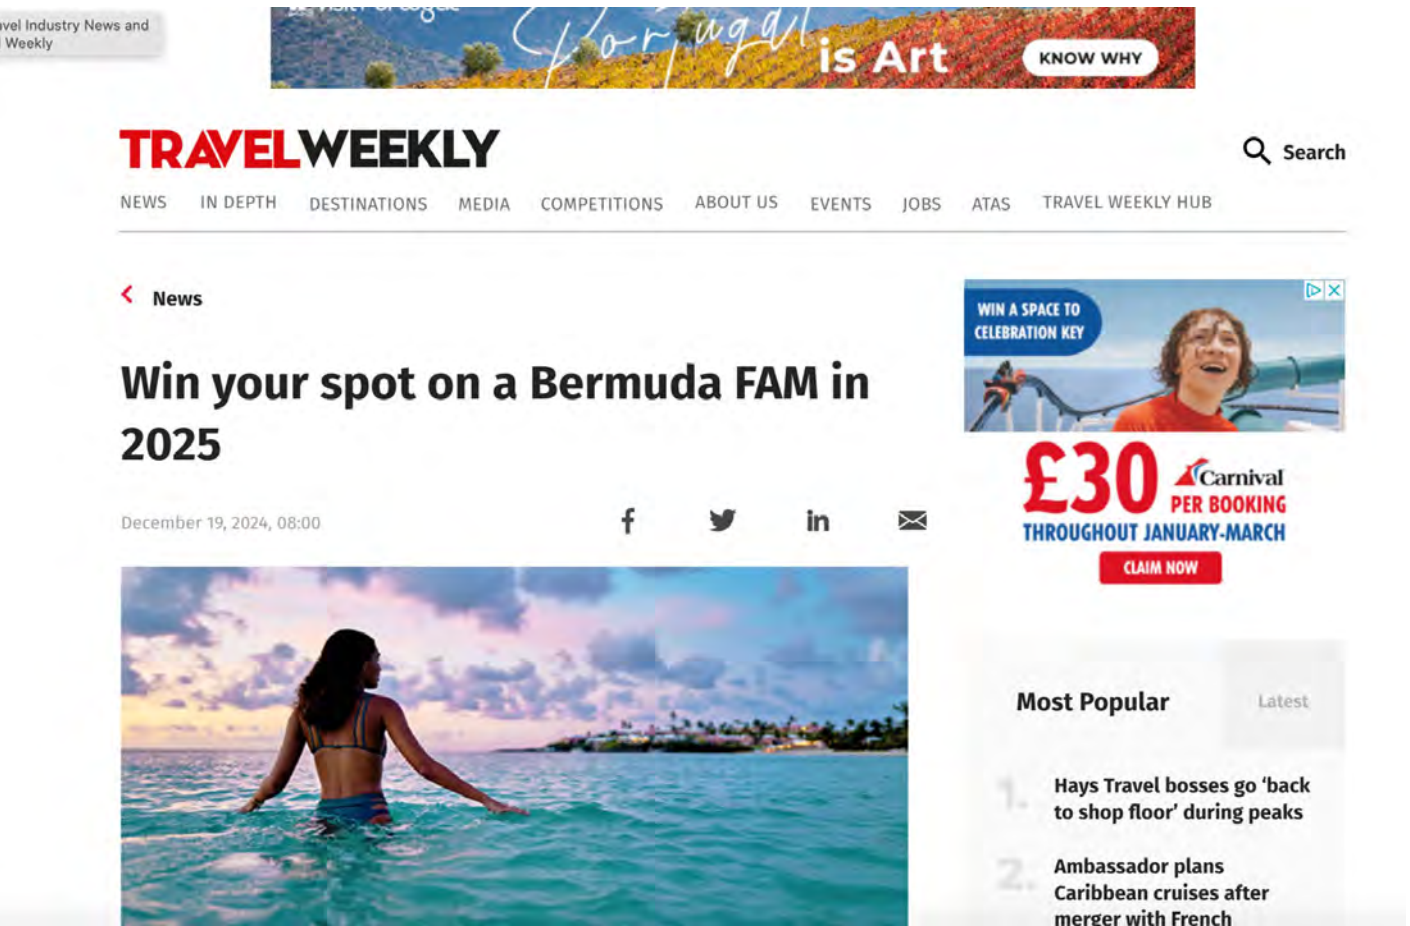 avel Industry News and
Weekly
Portugal
is Art
KNOW WHY
TRAVELWEEKLY
Search
NEWS IN DEPTH DESTINATIONS MEDIA COMPETITIONS ABOUT US EVENTS JOBS ATAS TRAVEL WEEKLY HUB
News
Win your spot on a Bermuda FAM in
2025
December 19, 2024, 08:00
WIN A SPACE TO
CELEBRATION KEY
£30
Carnival
PER BOOKING
THROUGHOUT JANUARY-MARCH
CLAIM NOW
Most Popular
Latest
1.
Hays Travel bosses go ‘back
to shop floor’ during peaks
2.
Ambassador plans
Caribbean cruises after
merger with French